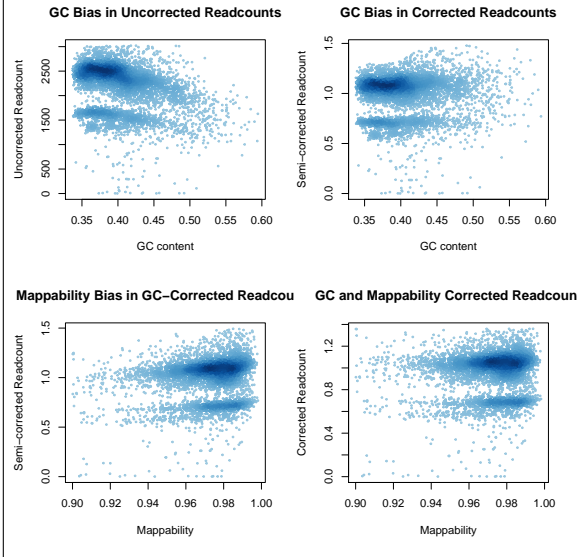 GC Bias in Uncorrected Readcounts
Uncorrected Readcount
0 500 1500 2500
0.35 0.40 0.45 0.50 0.55 0.60
GC content
GC Bias in Corrected Readcounts
Semi−corrected Readcount
0.0 0.5 1.0 1.5
0.35 0.40 0.45 0.50 0.55 0.60
GC content
Mappability Bias in GC−Corrected Readcou
Semi−corrected Readcount
0.0 0.5 1.0 1.5
0.90 0.92 0.94 0.96 0.98 1.00
Mappability
GC and Mappability Corrected Readcoun
Corrected Readcount
0.0 0.4 0.8 1.2
0.90 0.92 0.94 0.96 0.98 1.00
Mappability